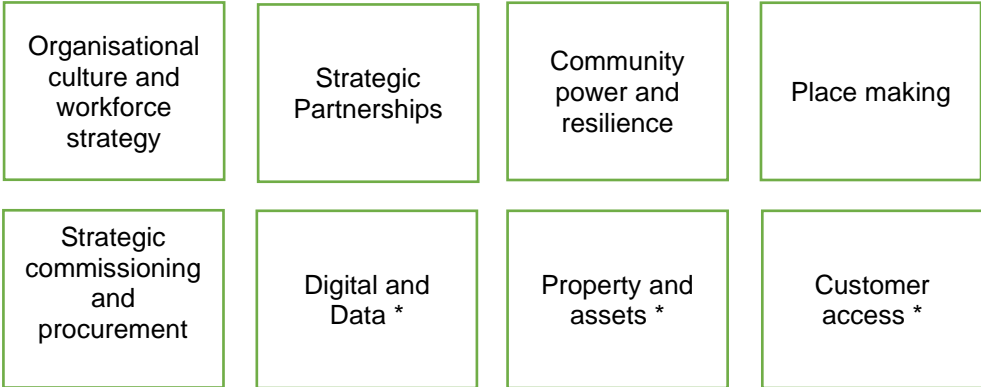 Organisational
culture and
workforce
strategy
Strategic
Partnerships
Community
power and
resilience
Place making
Strategic
commissioning
and
procurement
Digital and
Data *
Property and
assets *
Customer
access *